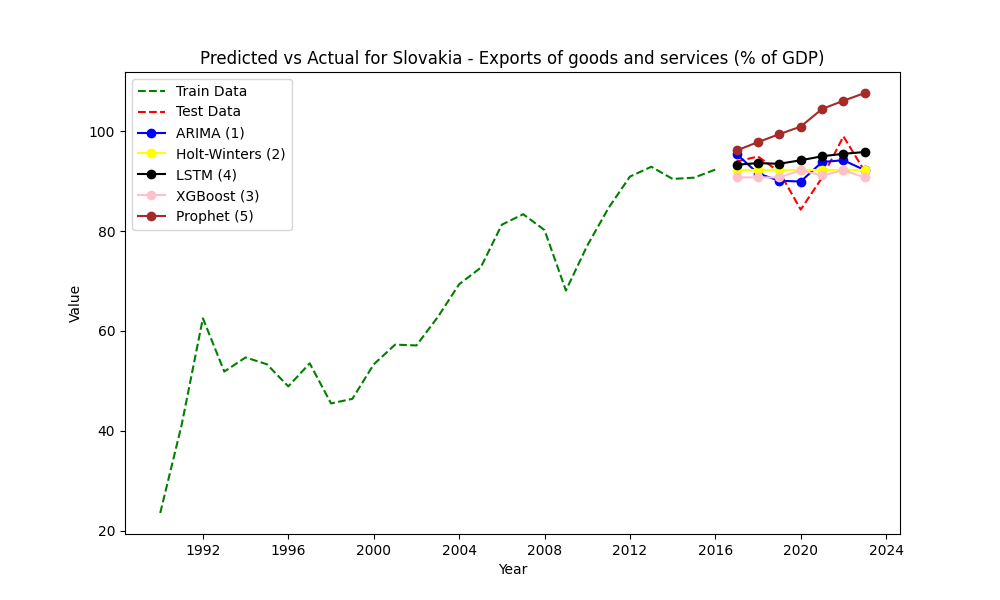 Predicted vs Actual for Slovakia - Exports of goods and services (% of GDP)
Train Data
Test Data
ARIMA (1)
Holt-Winters (2)
LSTM (4)
XGBoost (3)
Prophet (5)
100
80
60
40
20
Value
1992 1996 2000 2004 2008 2012 2016 2020 2024
Year